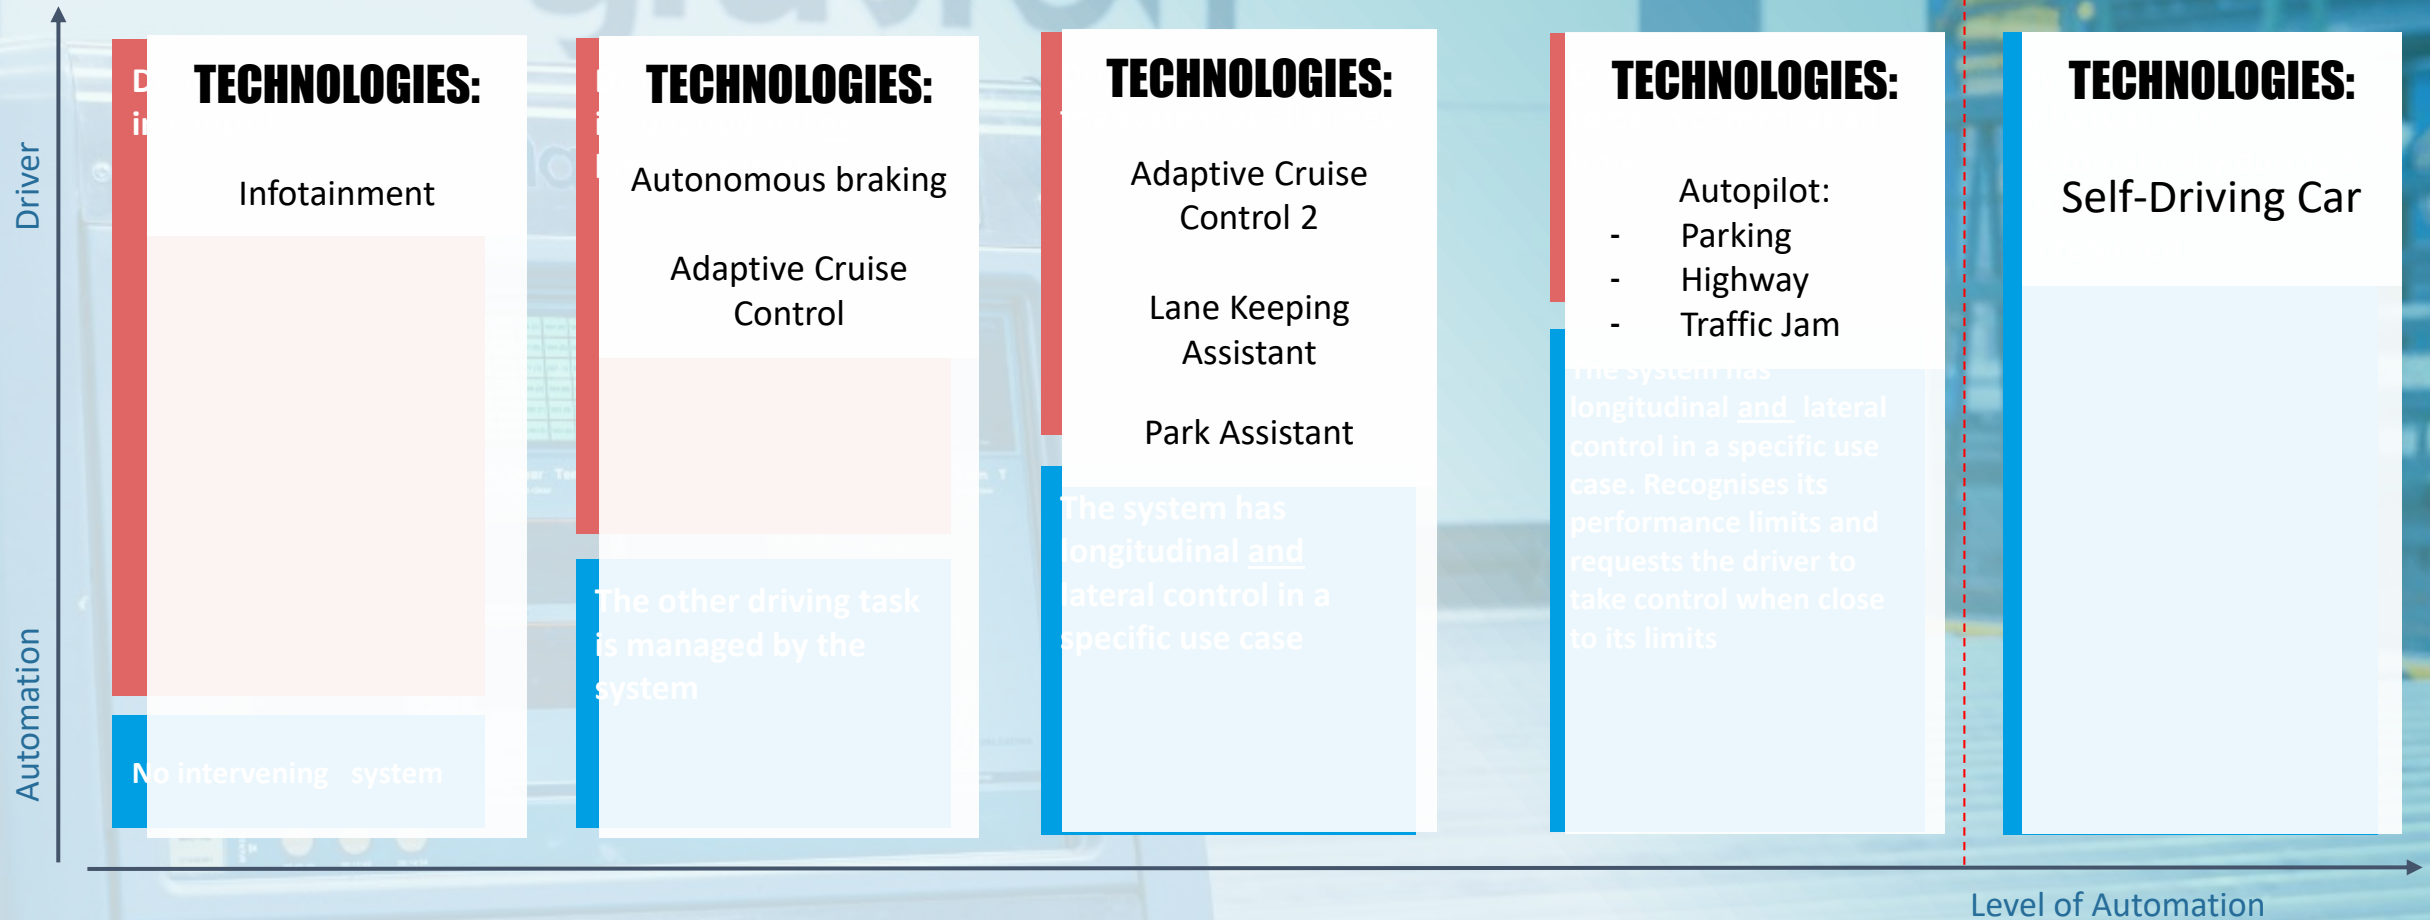 Driver
Automation
TECHNOLOGIES:
Infotainment
No intervening system
TECHNOLOGIES:
Autonomous braking
Adaptive Cruise
Control
The other driving task
is managed by the
system
TECHNOLOGIES:
Adaptive Cruise
Control 2
Lane Keeping
Assistant
Park Assistant
The system has
longitudinal and
lateral control in a
specific use case
TECHNOLOGIES:
Autopilot:
- Parking
- Highway
- Traffic Jam
The system has
longitudinal and lateral
control in a specific use
case. Recognises its
performance limits and
requests the driver to
take control when close
to its limits
TECHNOLOGIES:
Self-Driving Car
Level of Automation